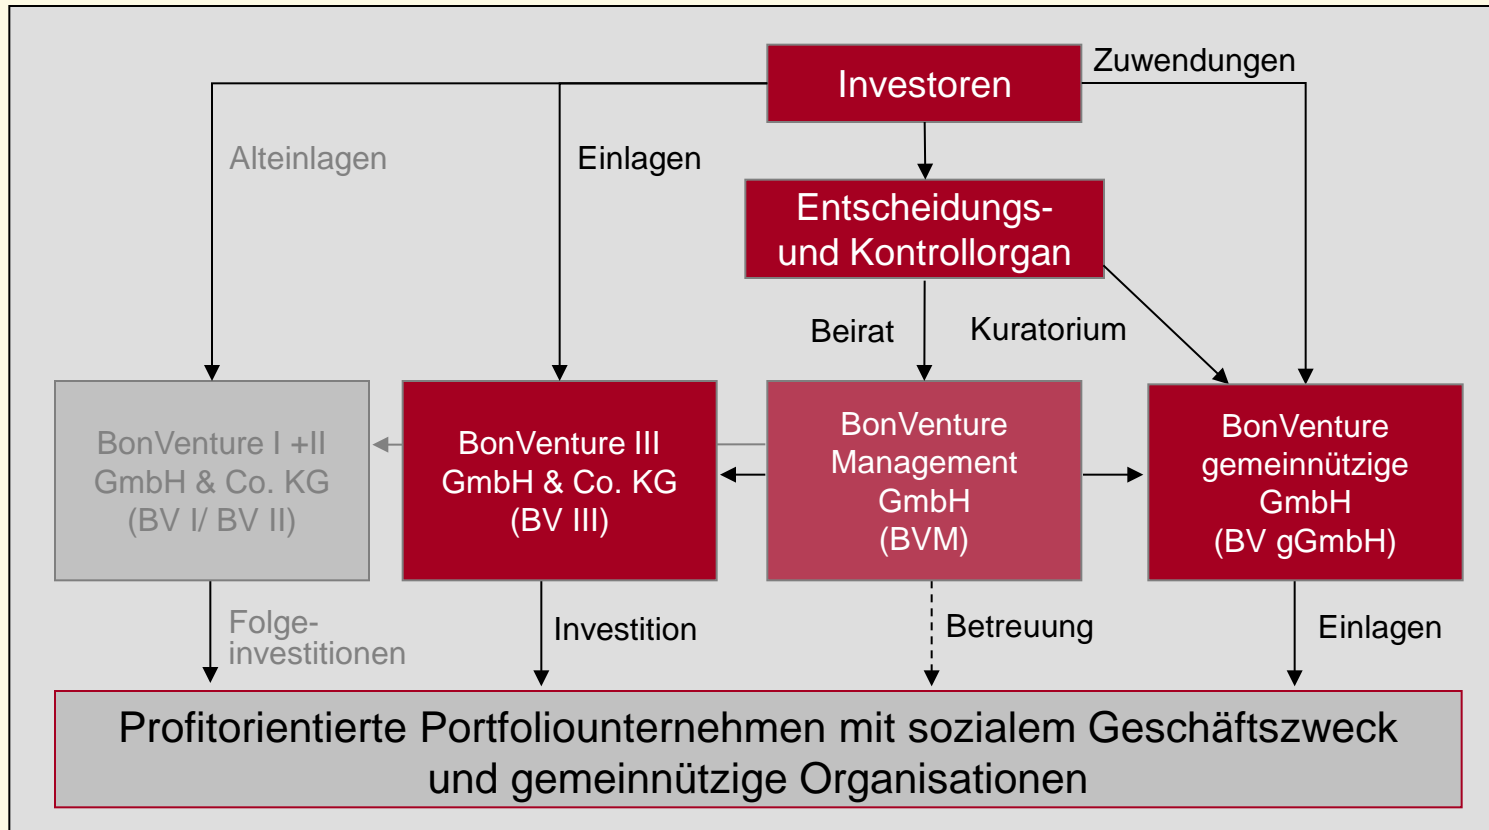 Investoren
Zuwendungen
Alteinlagen
Einlagen
Entscheidungs-
und Kontrollorgan
Beirat
Kuratorium
BonVenture I +II
GmbH & Co. KG
(BV I/ BV II)
BonVenture III
GmbH & Co. KG
(BV III)
BonVenture
Management
GmbH
(BVM)
BonVenture
gemeinnützige
GmbH
(BV gGmbH)
Folge-
investitionen
Investition
Betreuung
Einlagen
Profitorientierte Portfoliounternehmen mit sozialem Geschäftszweck
und gemeinnützige Organisationen